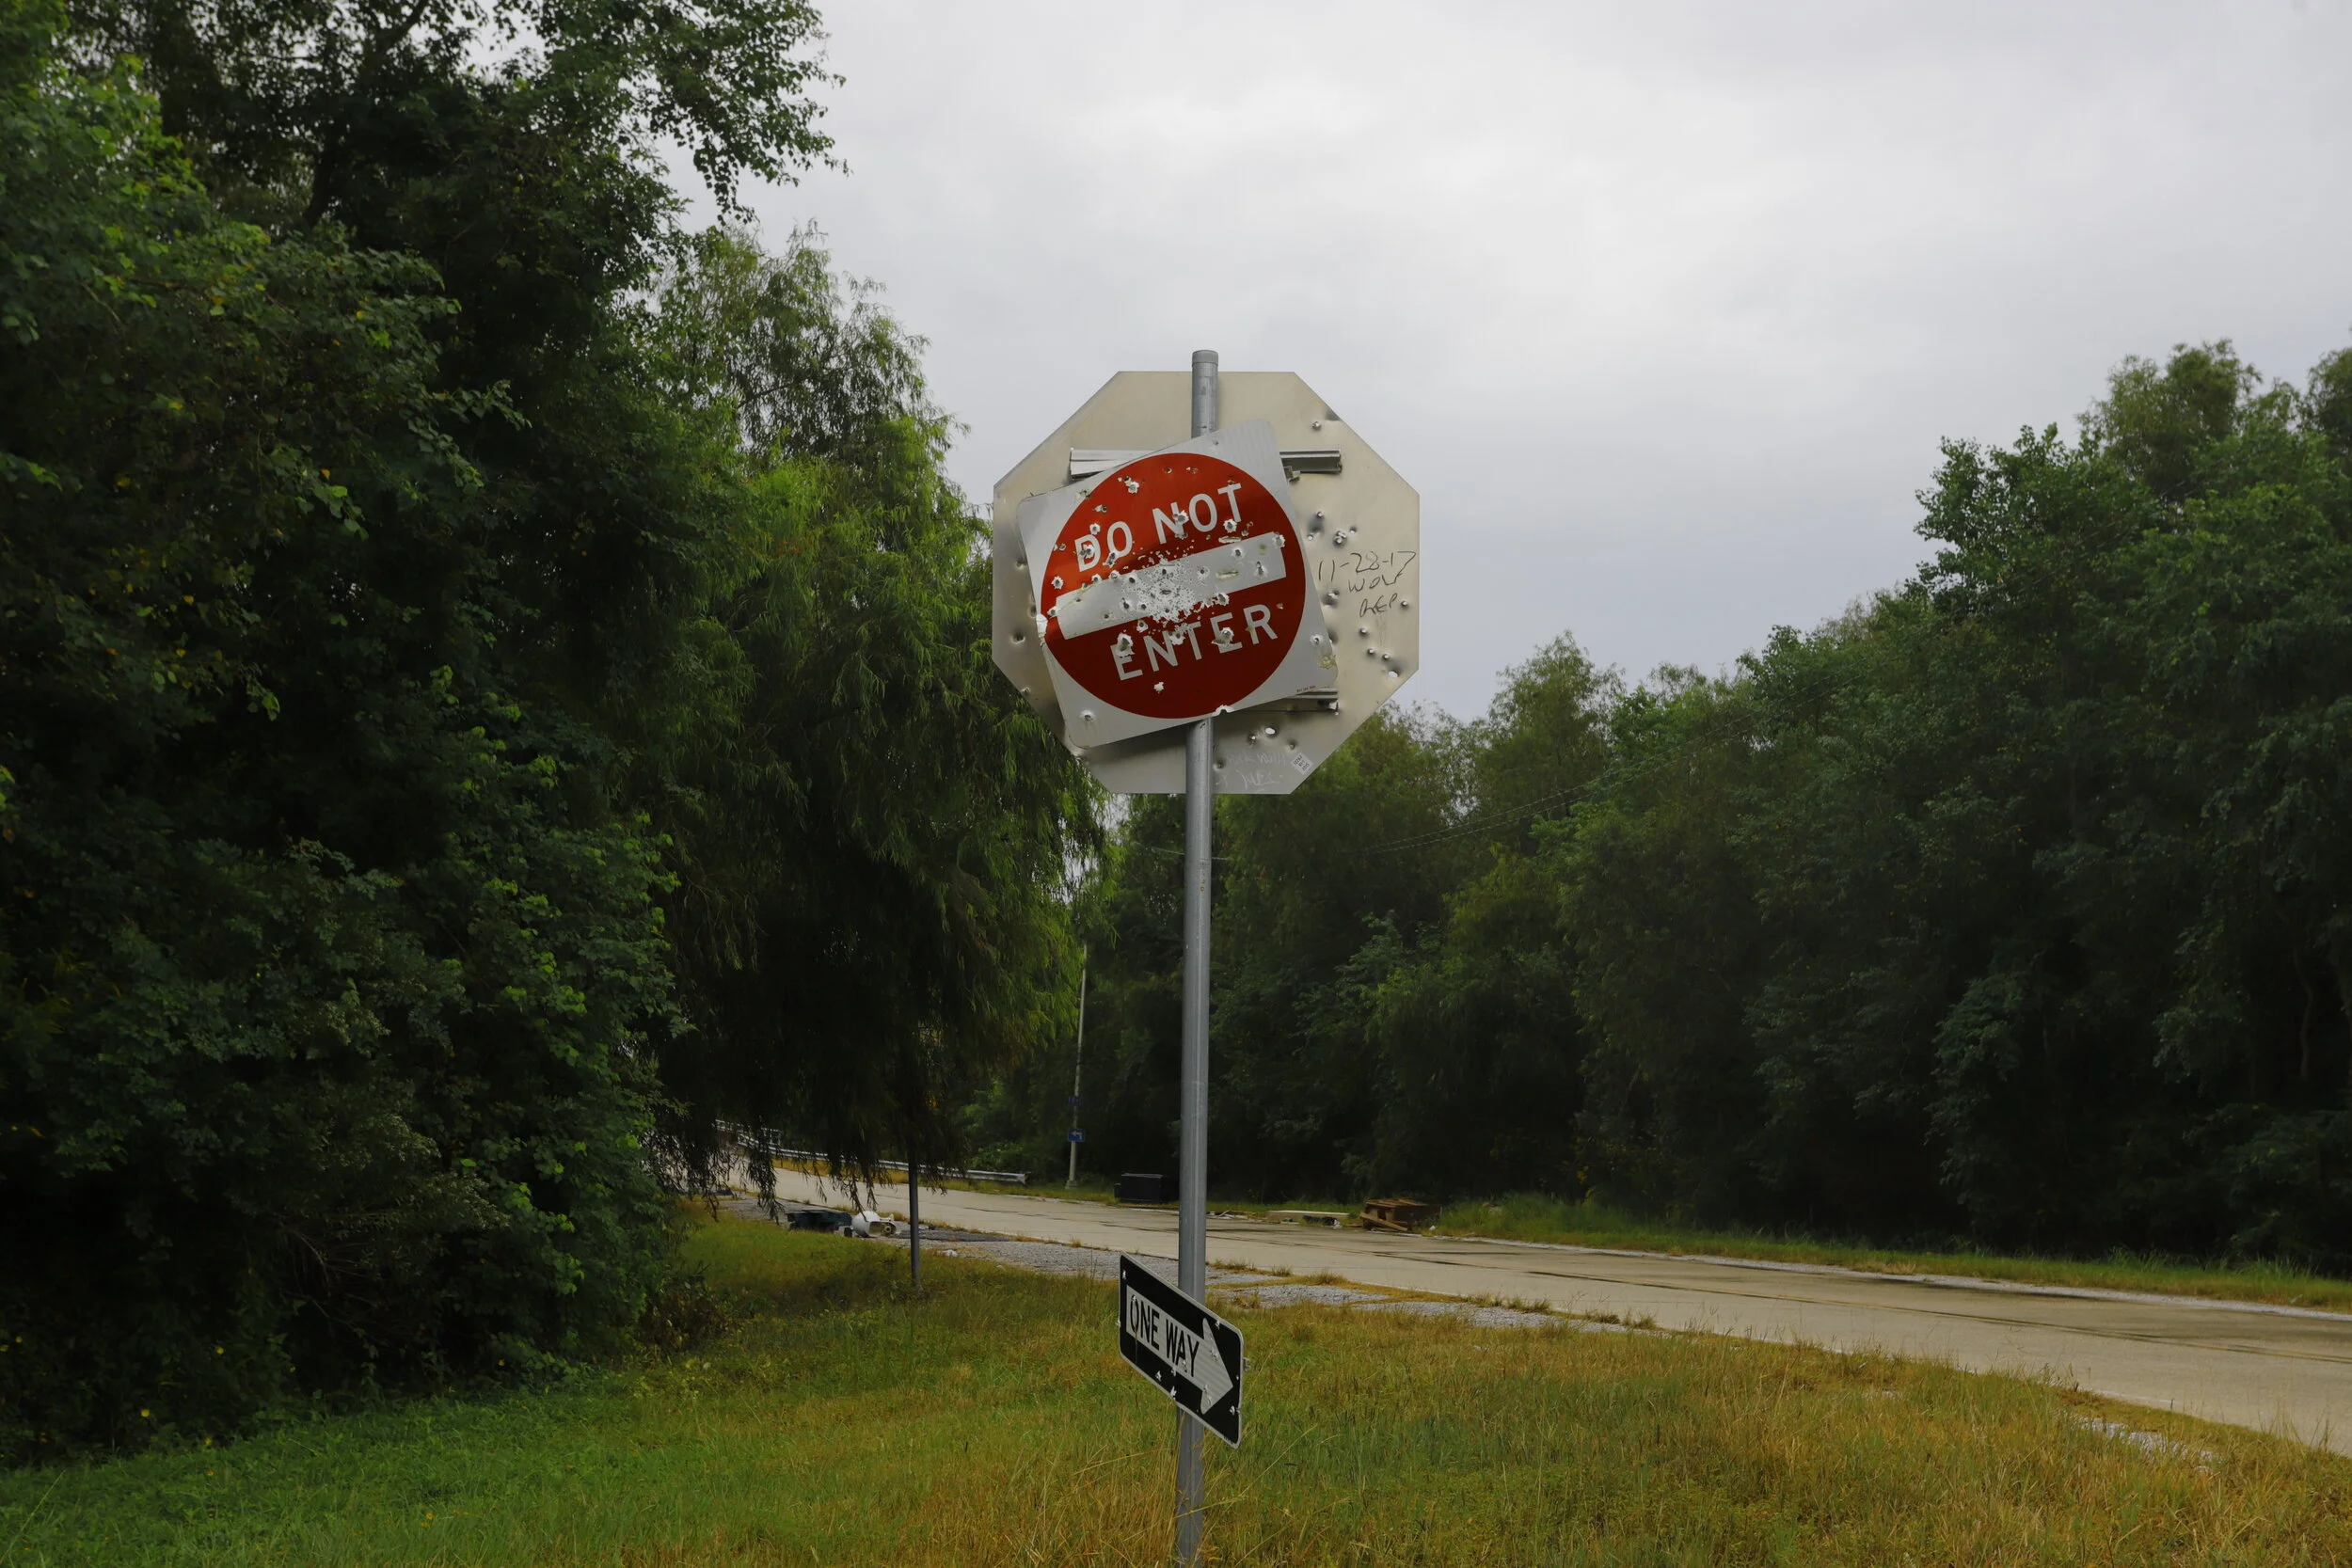 DO NOT
ENTER
11-28-17
ONE WAY